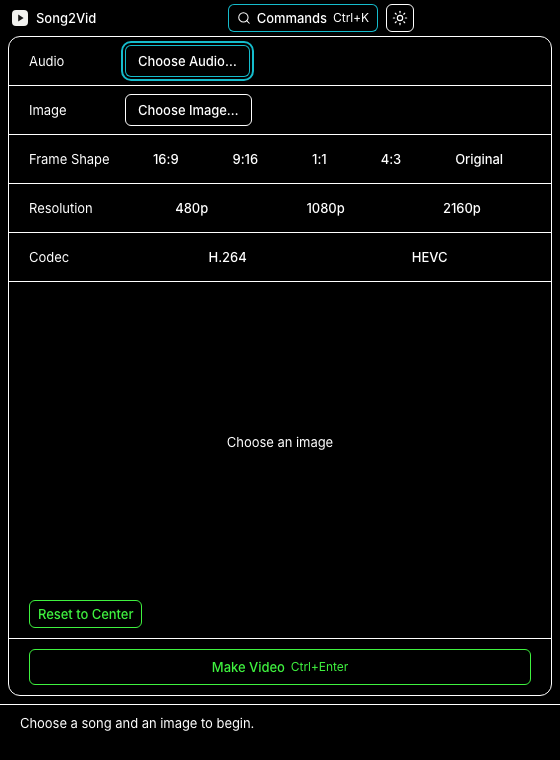 Song2Vid
Commands Ctrl+K
Audio
Choose Audio...
Image
Choose Image...
Frame Shape
16:9
9:16
1:1
4:3
Original
Resolution
480p
1080p
2160p
Codec
H.264
HEVC
Choose an image
Reset to Center
Make Video Ctrl+Enter
Choose a song and an image to begin.